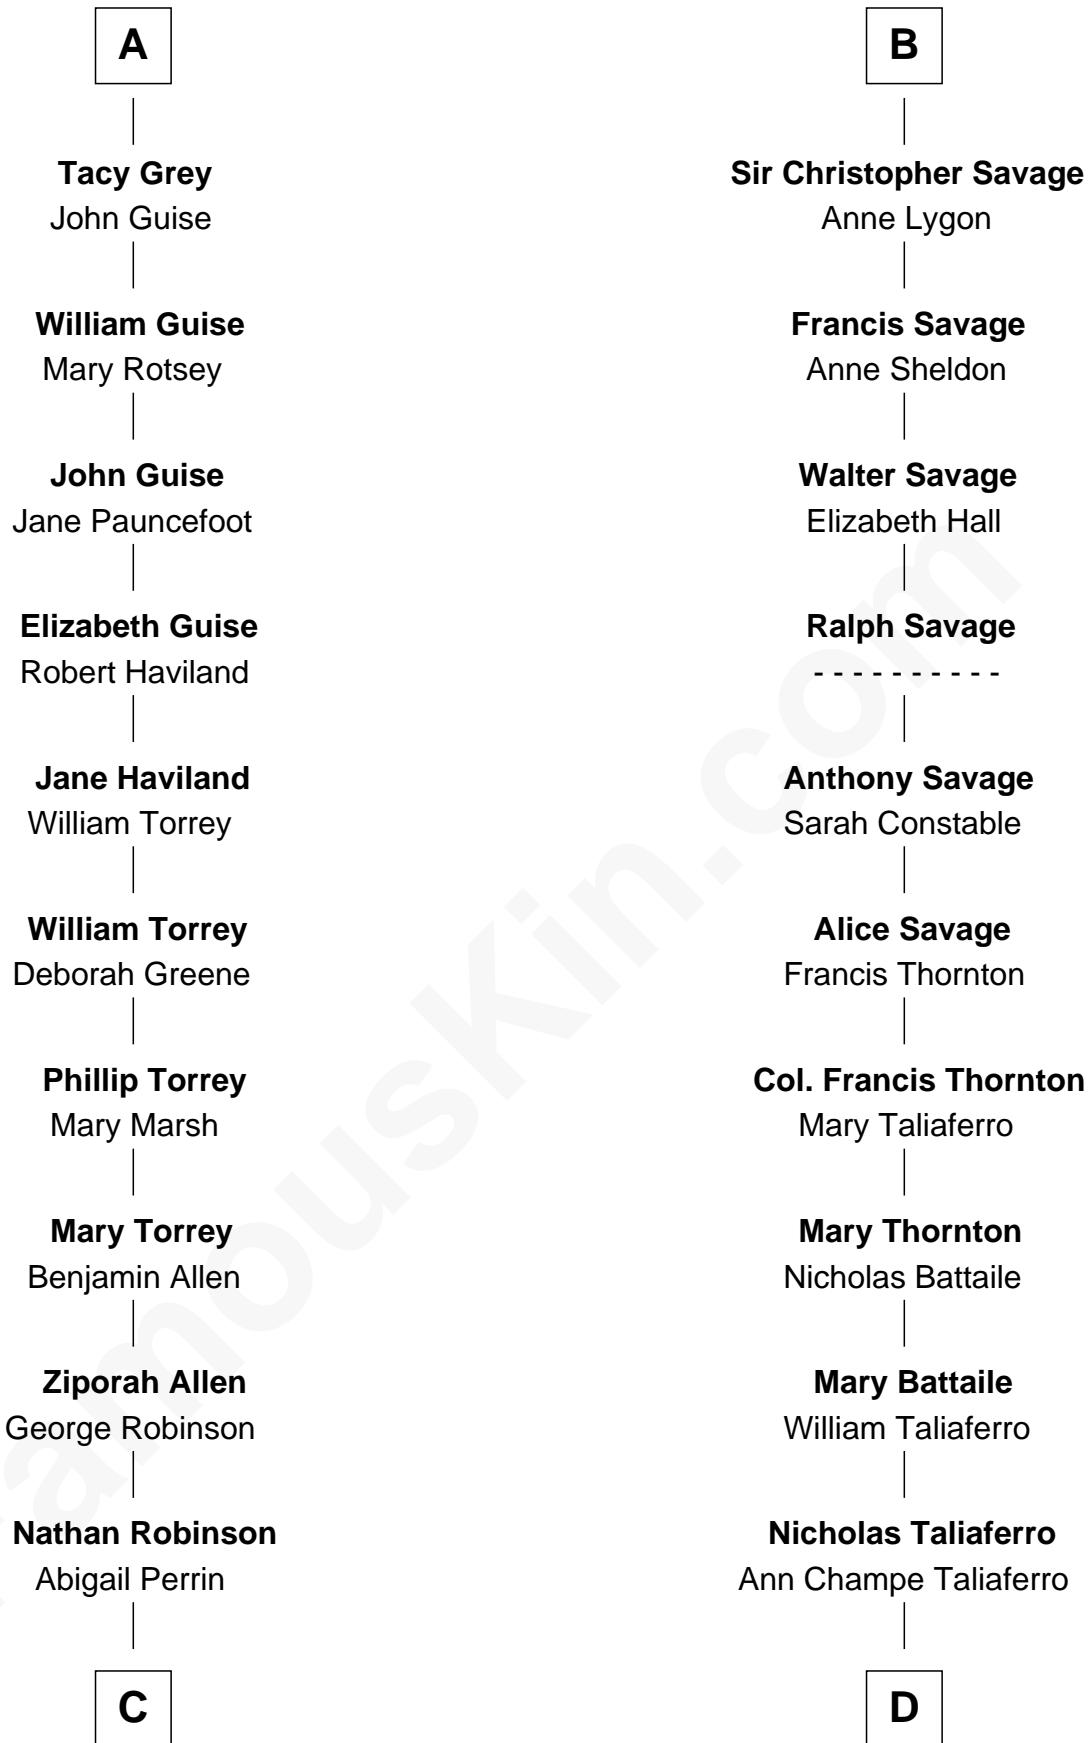 A
Tacy Grey
John Guise
William Guise
Mary Rotsey
John Guise
Jane Pauncefoot
Elizabeth Guise
Robert Haviland
Jane Haviland
William Torrey
William Torrey
Deborah Greene
Phillip Torrey
Mary Marsh
Mary Torrey
Benjamin Allen
Ziporah Allen
George Robinson
Nathan Robinson
Abigail Perrin
C
B
Sir Christopher Savage
Anne Lygon
Francis Savage
Anne Sheldon
Walter Savage
Elizabeth Hall
Ralph Savage
- - - - - - - - - -
Anthony Savage
Sarah Constable
Alice Savage
Francis Thornton
Col. Francis Thornton
Mary Taliaferro
Mary Thornton
Nicholas Battaile
Mary Battaile
William Taliaferro
Nicholas Taliaferro
Ann Champe Taliaferro
D
FamousKin.com